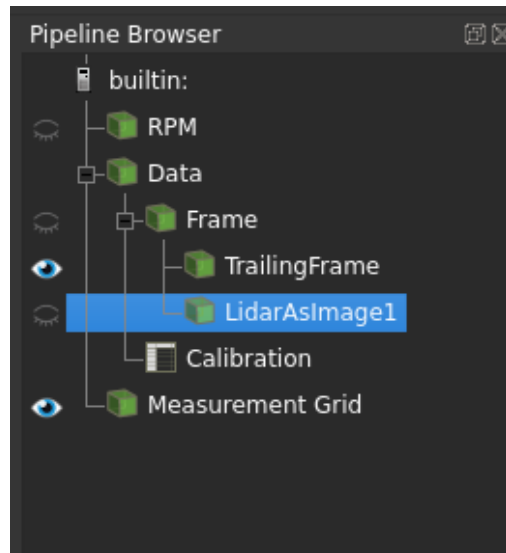 Pipeline Browser
builtin:
RPM
Data
Frame
TrailingFrame
LidarAsImage1
Calibration
Measurement Grid